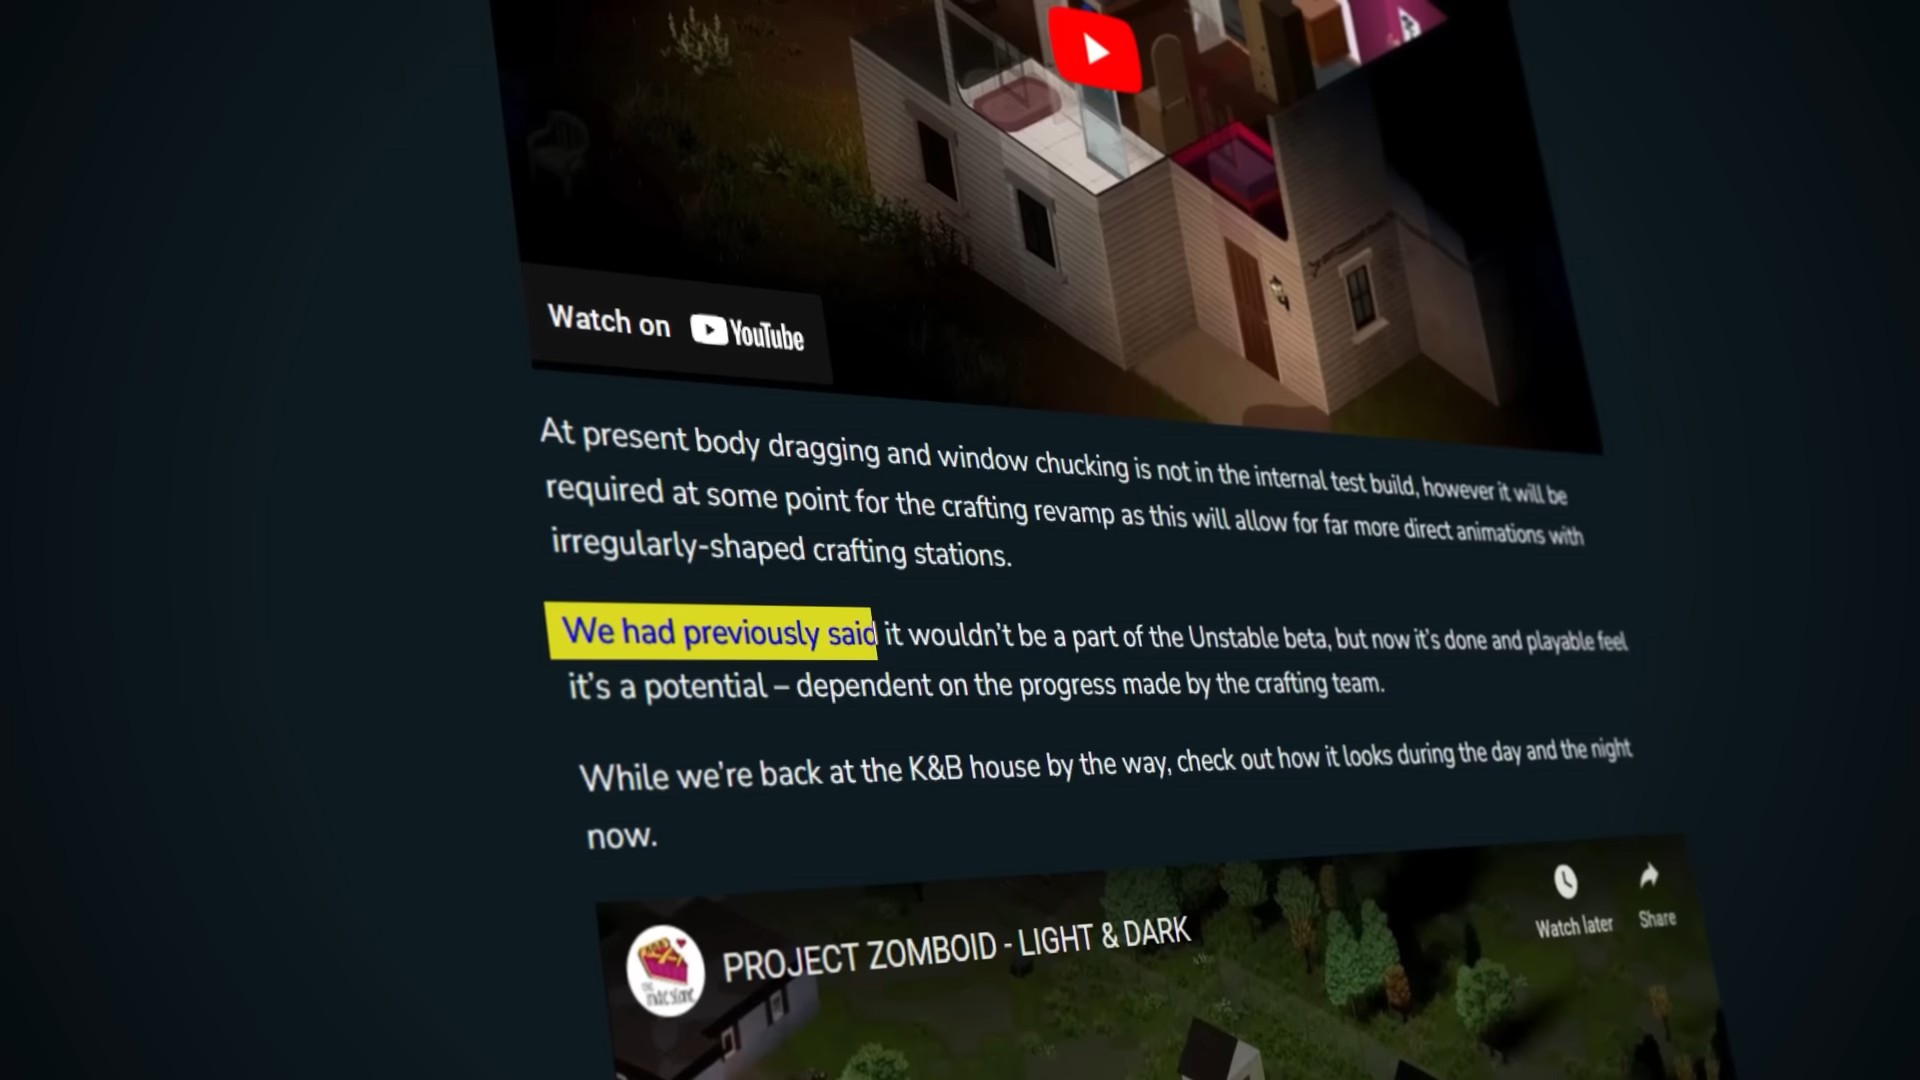 Watch on YouTube
At present body dragging and window chucking is not in the internal test build, however it will be
required at some point for the crafting revamp as this will allow for far more direct animations with
irregularly-shaped crafting stations.
We had previously said it wouldn't be a part of the Unstable beta, but now it's done and playable feel
it's a potential – dependent on the progress made by the crafting team.
While we're back at the K&B house by the way, check out how it looks during the day and the night
now.
PROJECT ZOMBOID - LIGHT & DARK
Watch later
Share